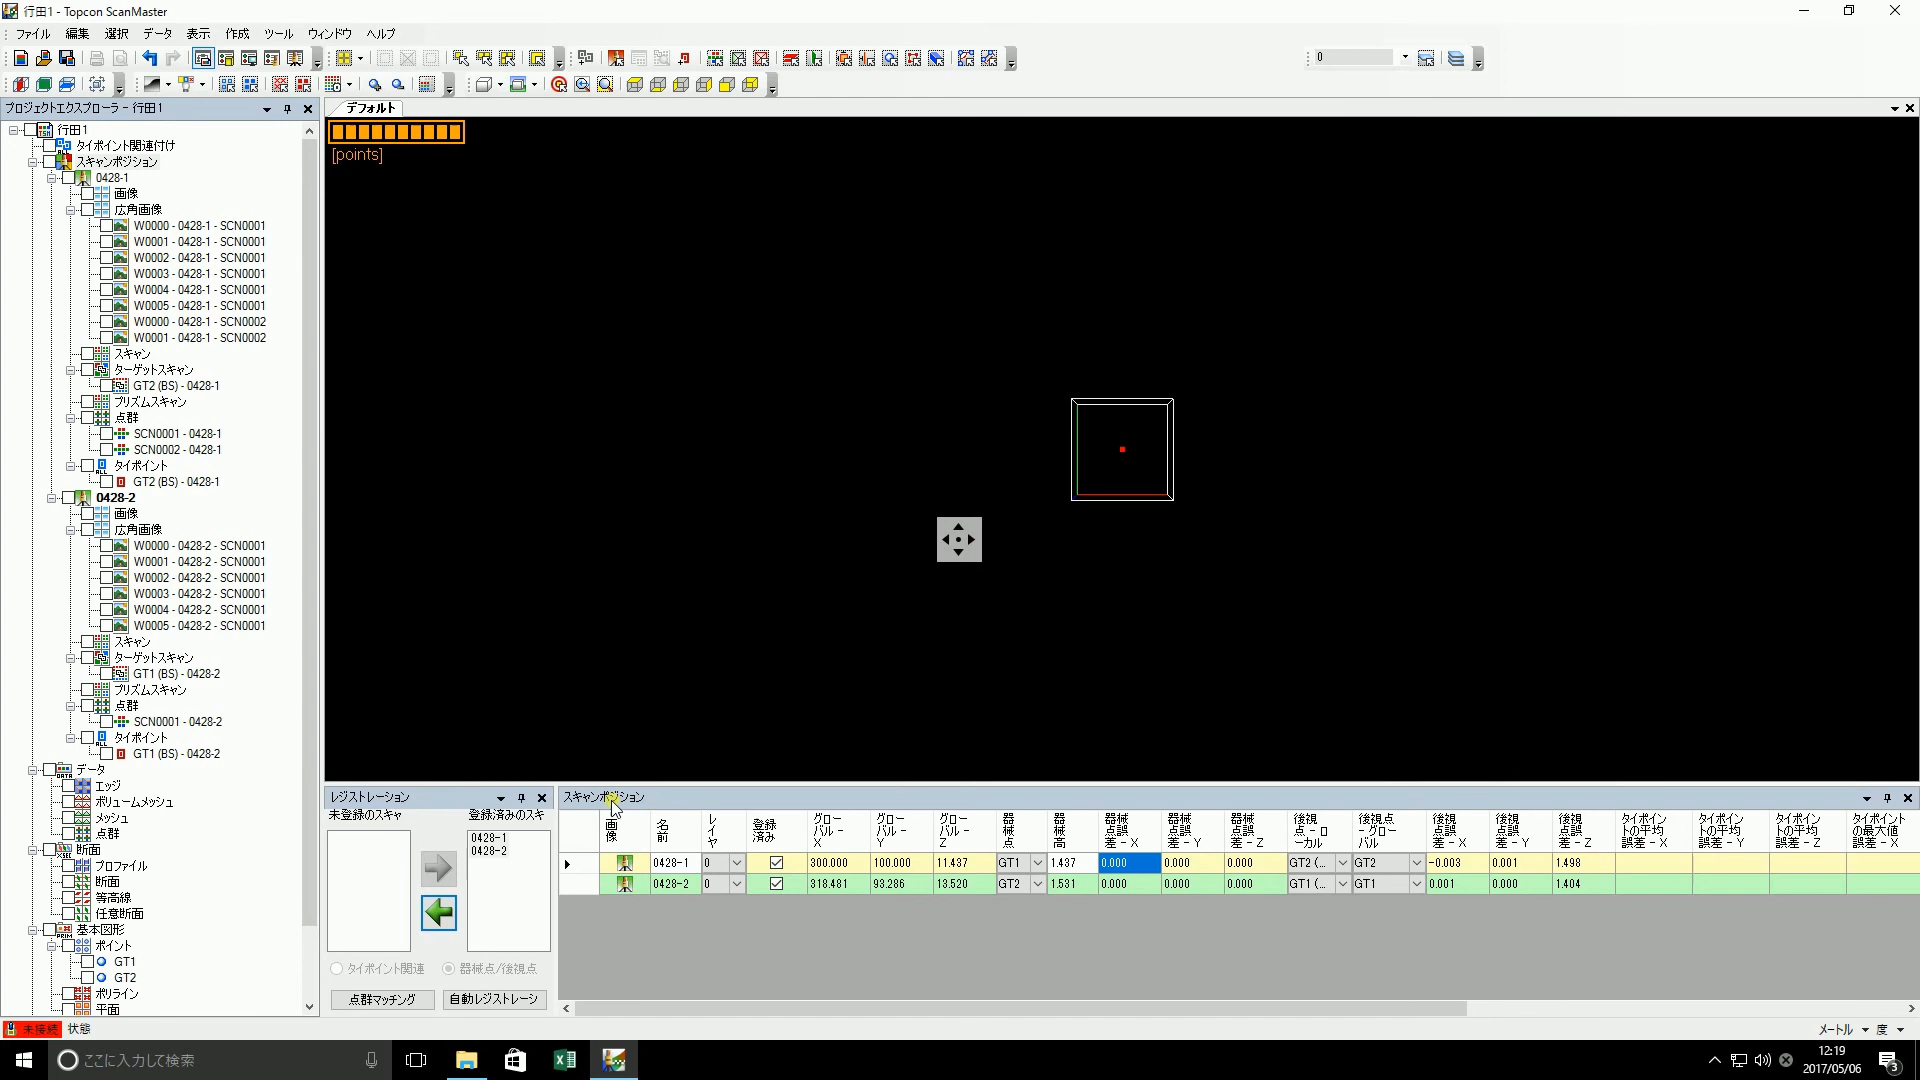 行田1 - Topcon ScanMaster
ファイル 編集 選択 データ 表示 作成 ツール ウィンドウ ヘルプ
0
プロジェクトエクスプローラ - 行田1
デフォルト
[points]
行田1
タイポイント関連付け
スキャンポジション
0428-1
画像
広角画像
W0000 - 0428-1 - SCN0001
W0001 - 0428-1 - SCN0001
W0002 - 0428-1 - SCN0001
W0003 - 0428-1 - SCN0001
W0004 - 0428-1 - SCN0001
W0005 - 0428-1 - SCN0001
W0000 - 0428-1 - SCN0002
W0001 - 0428-1 - SCN0002
スキャン
ターゲットスキャン
GT2 (BS) - 0428-1
プリズムスキャン
点群
SCN0001 - 0428-1
SCN0002 - 0428-1
タイポイント
GT2 (BS) - 0428-1
0428-2
画像
広角画像
W0000 - 0428-2 - SCN0001
W0001 - 0428-2 - SCN0001
W0002 - 0428-2 - SCN0001
W0003 - 0428-2 - SCN0001
W0004 - 0428-2 - SCN0001
W0005 - 0428-2 - SCN0001
スキャン
ターゲットスキャン
GT1 (BS) - 0428-2
プリズムスキャン
点群
SCN0001 - 0428-2
タイポイント
GT1 (BS) - 0428-2
データ
エッジ
ボリュームメッシュ
メッシュ
点群
断面
プロファイル
断面
等高線
任意断面
基本図形
ポイント
GT1
GT2
ポリライン
平面
レジストレーション
未登録のスキャ 登録済みのスキ
0428-1
0428-2
タイポイント関連 器械点/後視点
点群マッチング 自動レジストレーシ
スキャンポジション
画像 名前 レイヤ 登録済み グローバル - X グローバル - Y グローバル - Z 器械点 器械高 器械点誤差 - X 器械点誤差 - Y 器械点誤差 - Z 後視点 - ローカル 後視点 - グローバル 後視点誤差 - X 後視点誤差 - Y 後視点誤差 - Z タイポイントの平均誤差 - X タイポイントの平均誤差 - Y タイポイントの平均誤差 - Z タイポイントの最大値誤差 - X
0428-1 0 300.000 100.000 11.437 GT1 1.437 0.000 0.000 0.000 GT2 (... GT2 -0.003 0.001 1.498
0428-2 0 318.481 93.286 13.520 GT2 1.531 0.000 0.000 0.000 GT1 (... GT1 0.001 0.000 1.404
未接続 状態
メートル 度
ここに入力して検索
12:19
2017/05/06
3